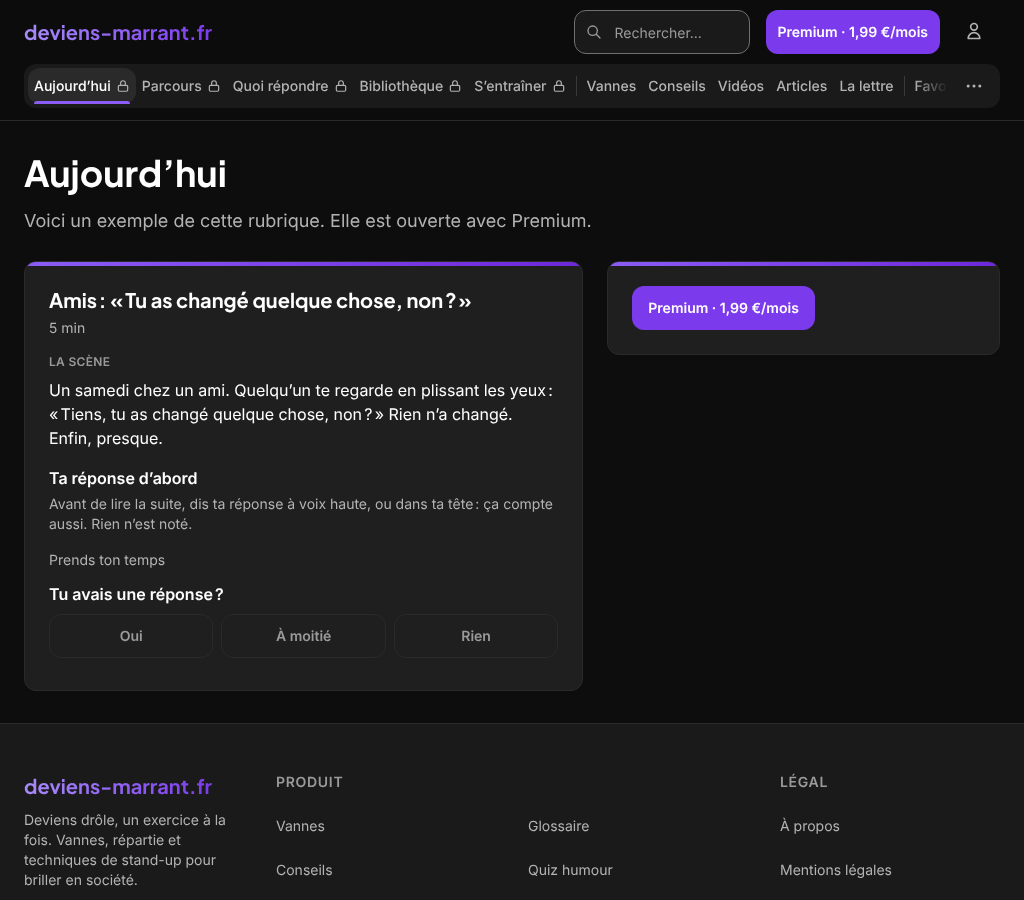 deviens-marrant.fr
Rechercher...
Premium · 1,99 €/mois
Aujourd’hui
Parcours
Quoi répondre
Bibliothèque
S’entraîner
Vannes
Conseils
Vidéos
Articles
La lettre
Aujourd’hui
Voici un exemple de cette rubrique. Elle est ouverte avec Premium.
Amis : « Tu as changé quelque chose, non ? »
5 min
LA SCÈNE
Un samedi chez un ami. Quelqu’un te regarde en plissant les yeux :
« Tiens, tu as changé quelque chose, non ? » Rien n’a changé.
Enfin, presque.
Ta réponse d’abord
Avant de lire la suite, dis ta réponse à voix haute, ou dans ta tête : ça compte
aussi. Rien n’est noté.
Prends ton temps
Tu avais une réponse ?
Oui
À moitié
Rien
Premium · 1,99 €/mois
deviens-marrant.fr
Deviens drôle, un exercice à la
fois. Vannes, répartie et
techniques de stand-up pour
briller en société.
PRODUIT
Vannes
Conseils
Glossaire
Quiz humour
LÉGAL
À propos
Mentions légales